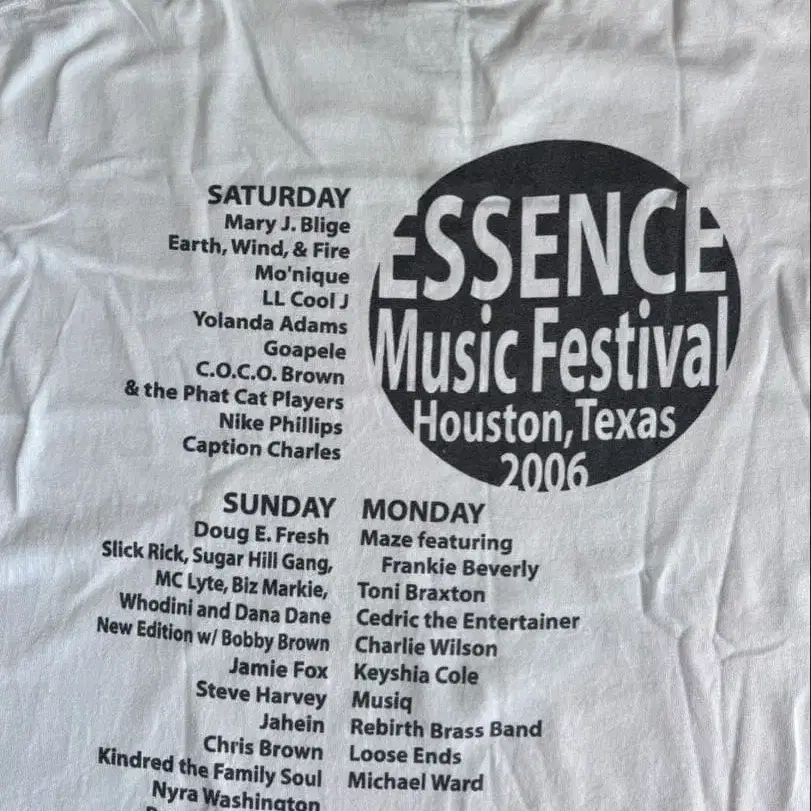 ESSENCE
Music Festival
Houston, Texas
2006
SATURDAY
Mary J. Blige
Earth, Wind, & Fire
Mo'nique
LL Cool J
Yolanda Adams
Goapele
C.O.C.O. Brown
& the Phat Cat Players
Nike Phillips
Caption Charles
SUNDAY
Doug E. Fresh
Slick Rick, Sugar Hill Gang,
MC Lyte, Biz Markie,
Whodini and Dana Dane
New Edition w/ Bobby Brown
Jamie Fox
Steve Harvey
Jahein
Chris Brown
Kindred the Family Soul
Nyra Washington
MONDAY
Maze featuring
Frankie Beverly
Toni Braxton
Cedric the Entertainer
Charlie Wilson
Keyshia Cole
Musiq
Rebirth Brass Band
Loose Ends
Michael Ward